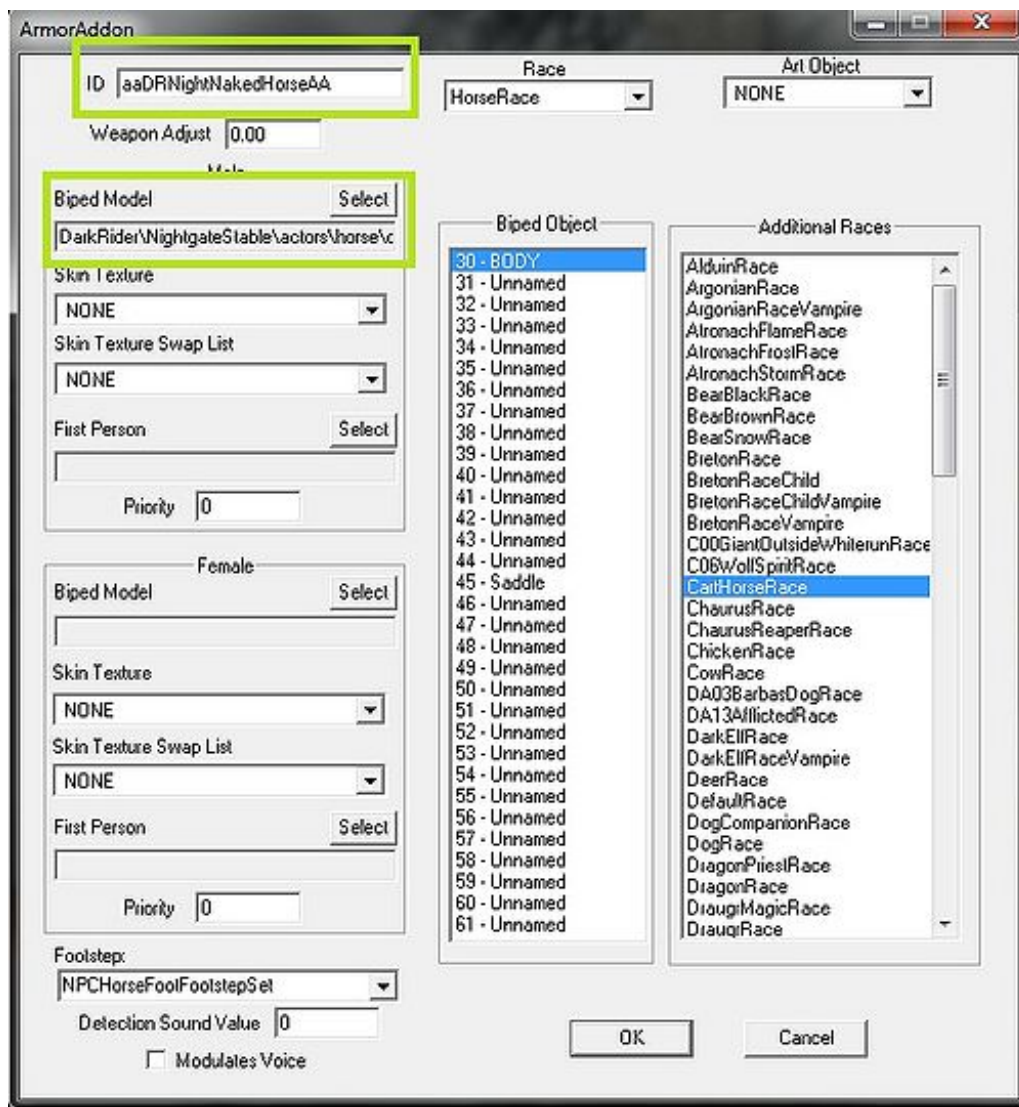 ArmorAddon
ID aaDRNightNakedHorseAA
Race
HorseRace
Art Object
NONE
Weapon Adjust 0.00
Male
Biped Model Select
DarkRider\NightgateStable\actors\horse\c
Skin Texture
NONE
Skin Texture Swap List
NONE
First Person Select
Priority 0
Female
Biped Model Select
Skin Texture
NONE
Skin Texture Swap List
NONE
First Person Select
Priority 0
Footstep:
NPCHorseFootFootstepSet
Detection Sound Value 0
Modulates Voice
Biped Object
30 - BODY
31 - Unnamed
32 - Unnamed
33 - Unnamed
34 - Unnamed
35 - Unnamed
36 - Unnamed
37 - Unnamed
38 - Unnamed
39 - Unnamed
40 - Unnamed
41 - Unnamed
42 - Unnamed
43 - Unnamed
44 - Unnamed
45 - Saddle
46 - Unnamed
47 - Unnamed
48 - Unnamed
49 - Unnamed
50 - Unnamed
51 - Unnamed
52 - Unnamed
53 - Unnamed
54 - Unnamed
55 - Unnamed
56 - Unnamed
57 - Unnamed
58 - Unnamed
59 - Unnamed
60 - Unnamed
61 - Unnamed
Additional Races
AlduinRace
ArgonianRace
ArgonianRaceVampire
AtronachFlameRace
AtronachFrostRace
AtronachStormRace
BearBlackRace
BearBrownRace
BearSnowRace
BretonRace
BretonRaceChild
BretonRaceChildVampire
BretonRaceVampire
C00GiantOutsideWhiterunRace
C06WolfSpiritRace
CartHorseRace
ChaurusRace
ChaurusReaperRace
ChickenRace
CowRace
DA03BarbasDogRace
DA13AfflictedRace
DarkElfRace
DarkElfRaceVampire
DeerRace
DefaultRace
DogCompanionRace
DogRace
DragonPriestRace
DragonRace
DraugrMagicRace
DraugrRace
OK
Cancel